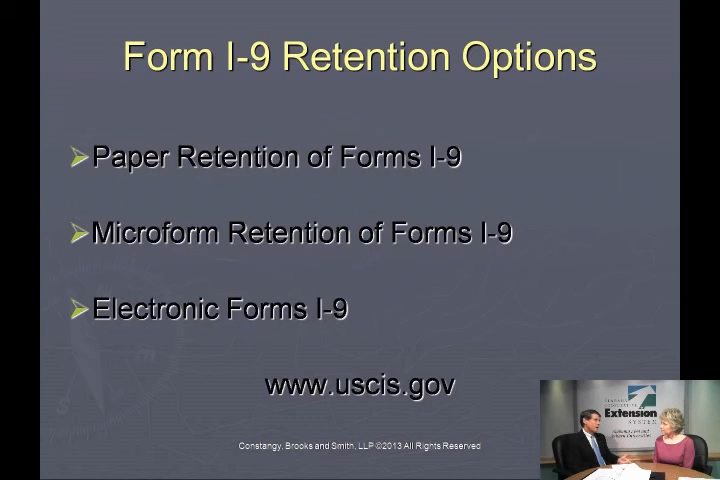 Form I-9 Retention Options
Paper Retention of Forms I-9
Microform Retention of Forms I-9
Electronic Forms I-9
www.uscis.gov
Constangy, Brooks and Smith, LLP ©2013 All Rights Reserved
Extension
SYSTEM